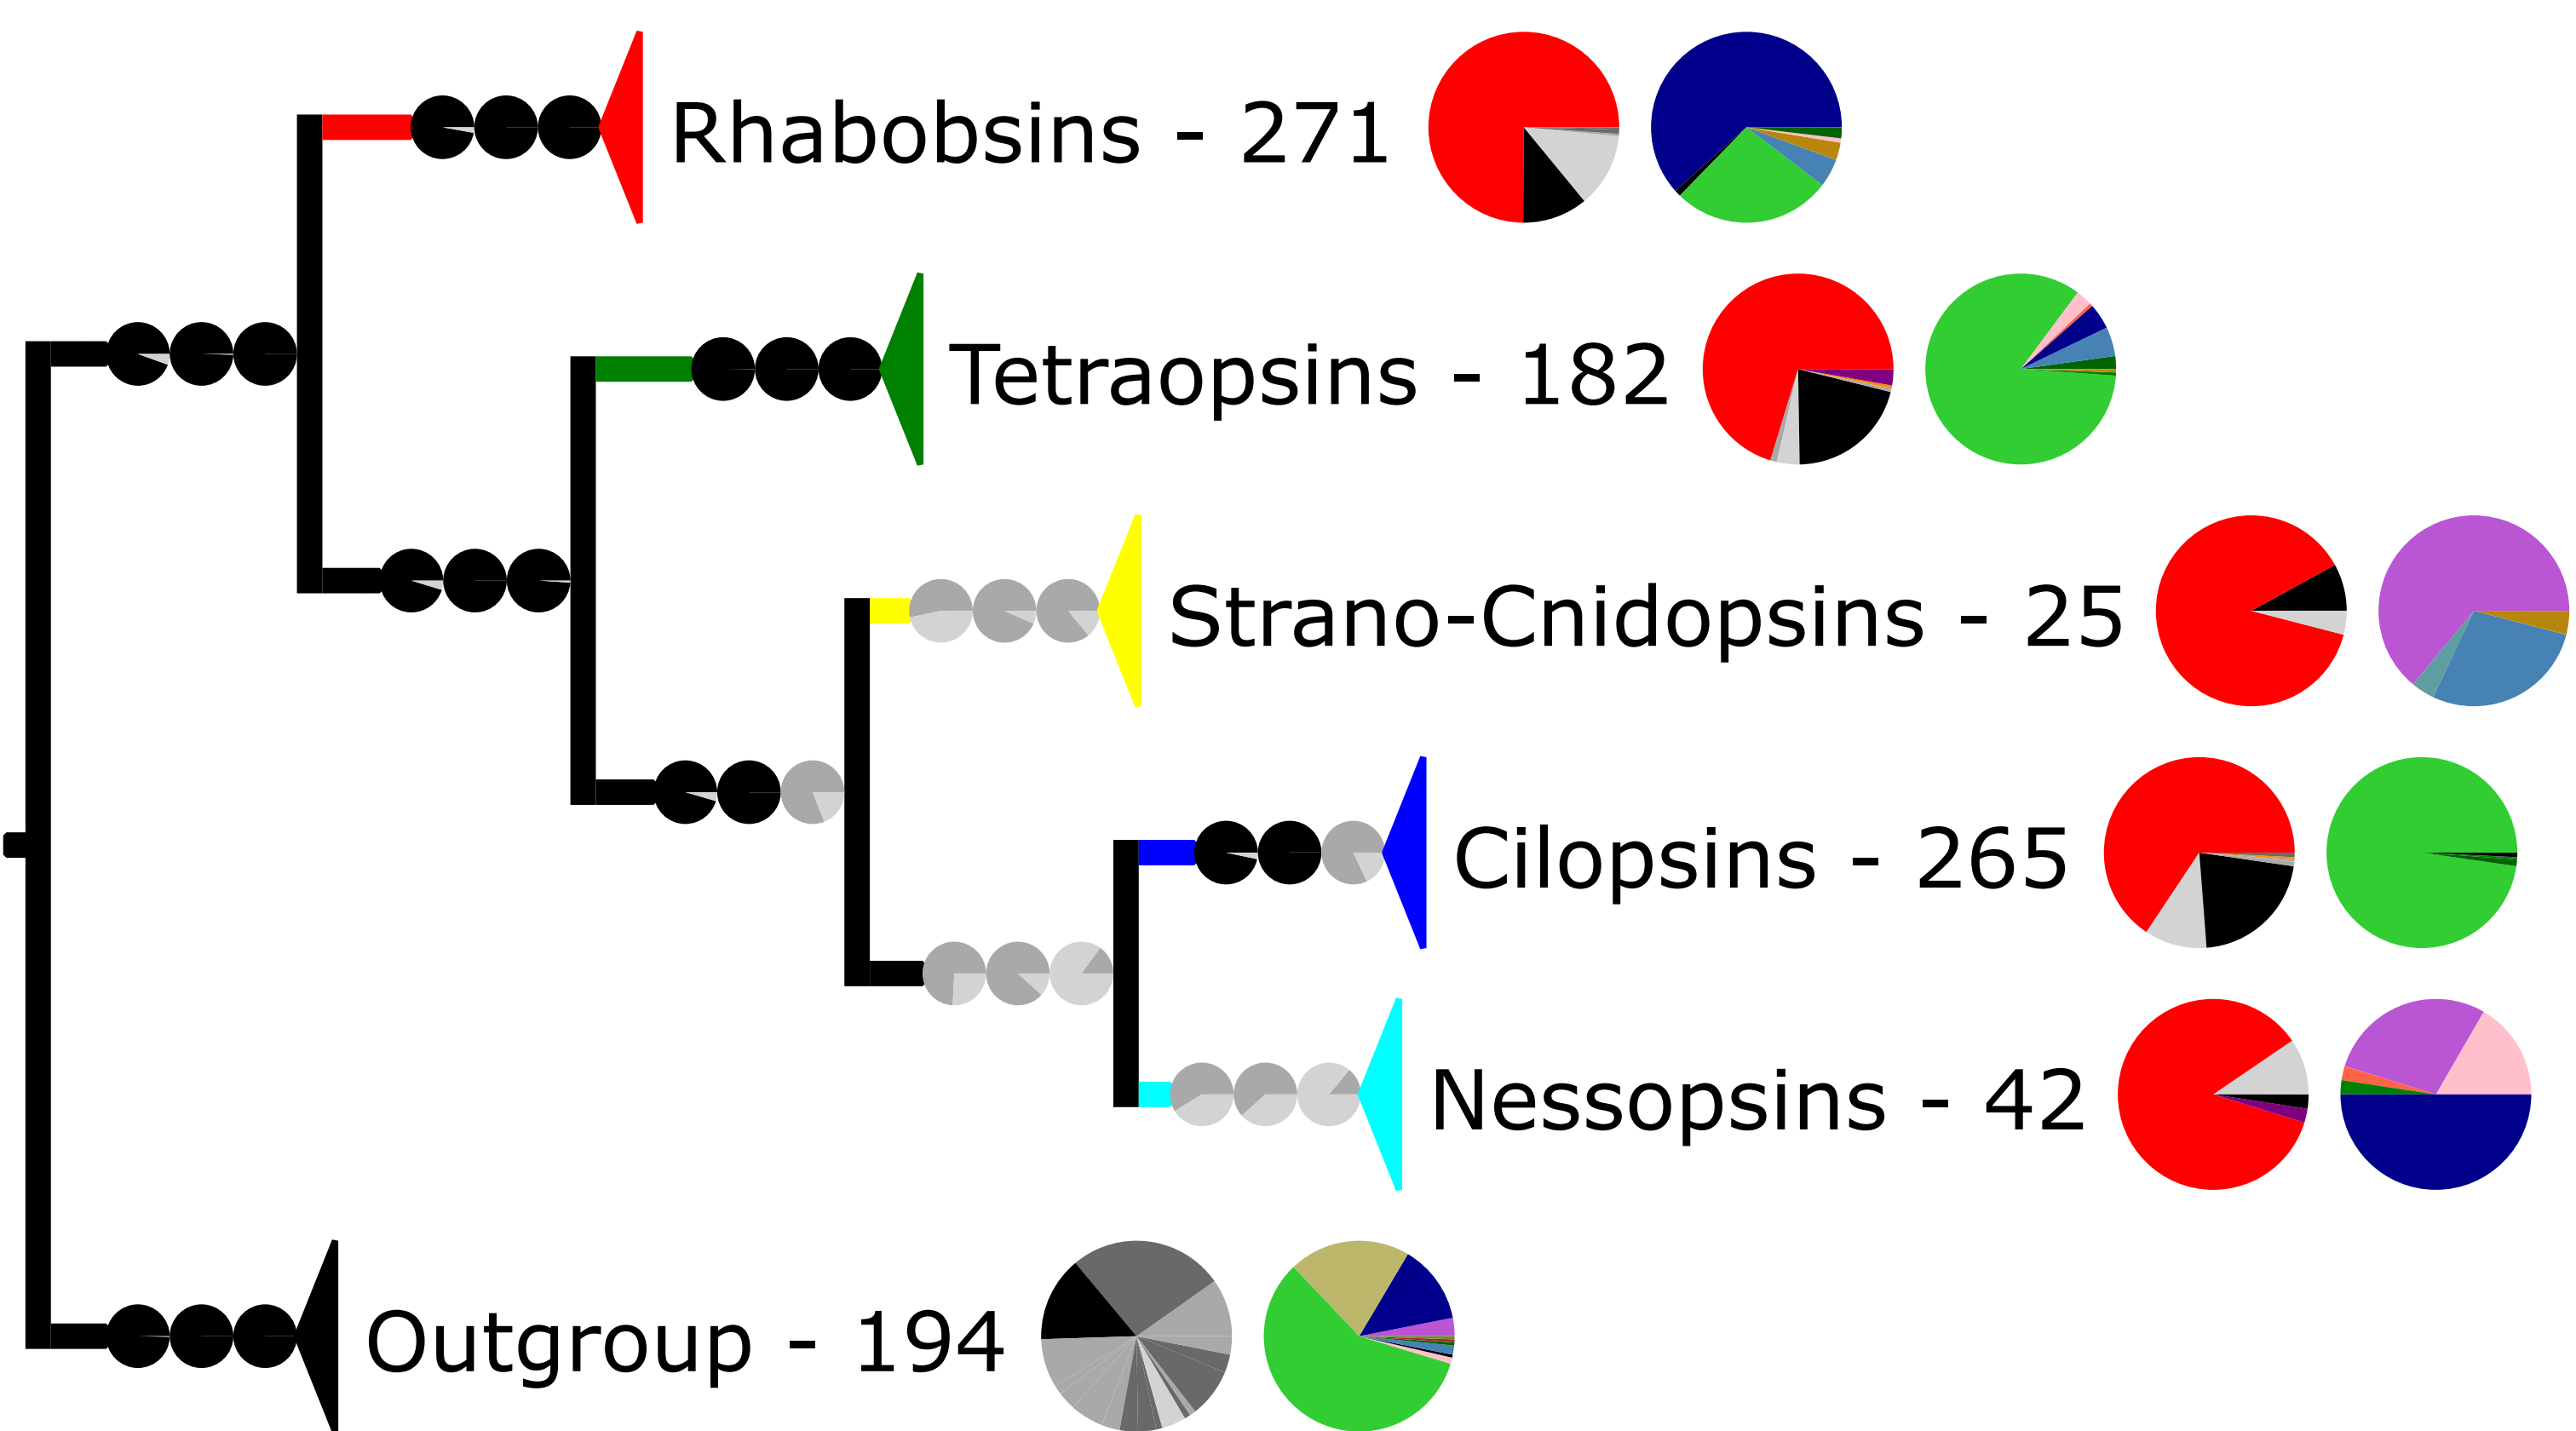 Rhabobsins - 271
Tetraopsins - 182
Strano-Cnidopsins - 25
Cilopsins - 265
Nessopsins - 42
Outgroup - 194